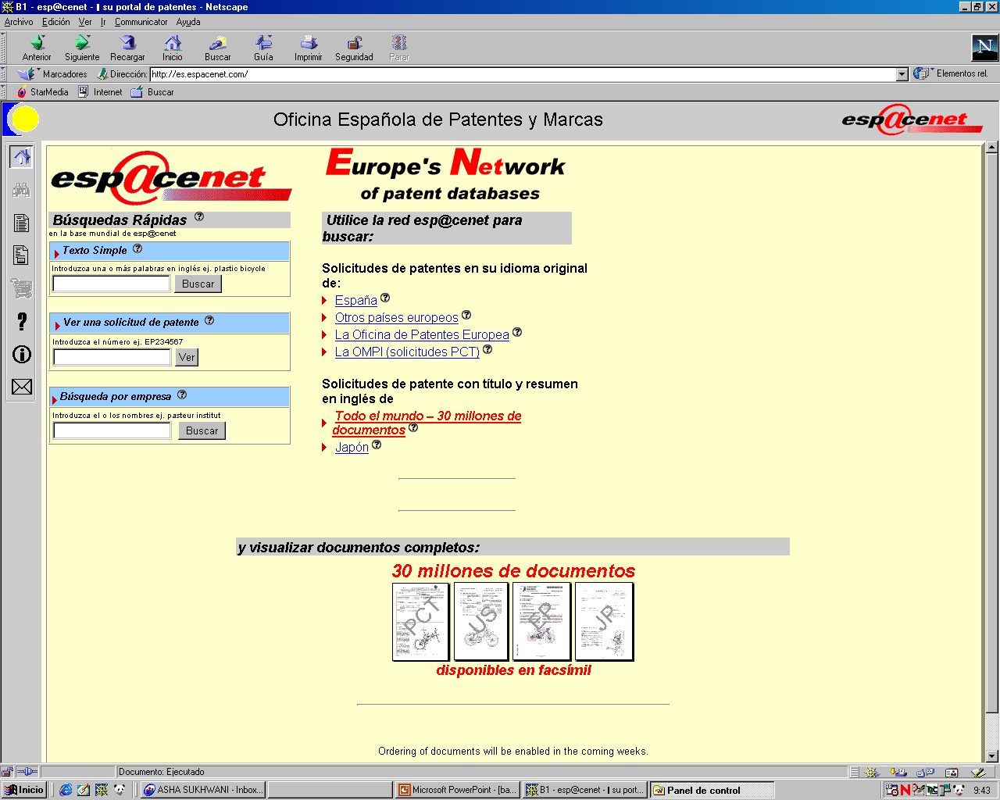 B1 - esp@cenet - | su portal de patentes - Netscape
Archivo Edición Ver Ir Communicator Ayuda
Anterior Siguiente Recargar Inicio Buscar Guía Imprimir Seguridad Parar
N
Marcadores Dirección: http://es.espacenet.com/ Elementos rel.
StarMedia Internet Buscar
Oficina Española de Patentes y Marcas
esp@cenet
esp@cenet
Europe's Network
of patent databases
Búsquedas Rápidas
en la base mundial de esp@cenet
Texto Simple
Introduzca una o más palabras en inglés ej. plastic bicycle
Buscar
Ver una solicitud de patente
Introduzca el número ej. EP234567
Ver
Búsqueda por empresa
Introduzca el o los nombres ej. pasteur institut
Buscar
Utilice la red esp@cenet para
buscar:
Solicitudes de patentes en su idioma original
de:
España
Otros países europeos
La Oficina de Patentes Europea
La OMPI (solicitudes PCT)
Solicitudes de patente con título y resumen
en inglés de
Todo el mundo – 30 millones de
documentos
Japón
y visualizar documentos completos:
30 millones de documentos
PCT US EP JP
disponibles en facsímil
Ordering of documents will be enabled in the coming weeks.
Documento: Ejecutado
Inicio ASHA SUKHWANI - Inbox... Microsoft PowerPoint - [ba... B1 - esp@cenet - | su port... Panel de control 9:43